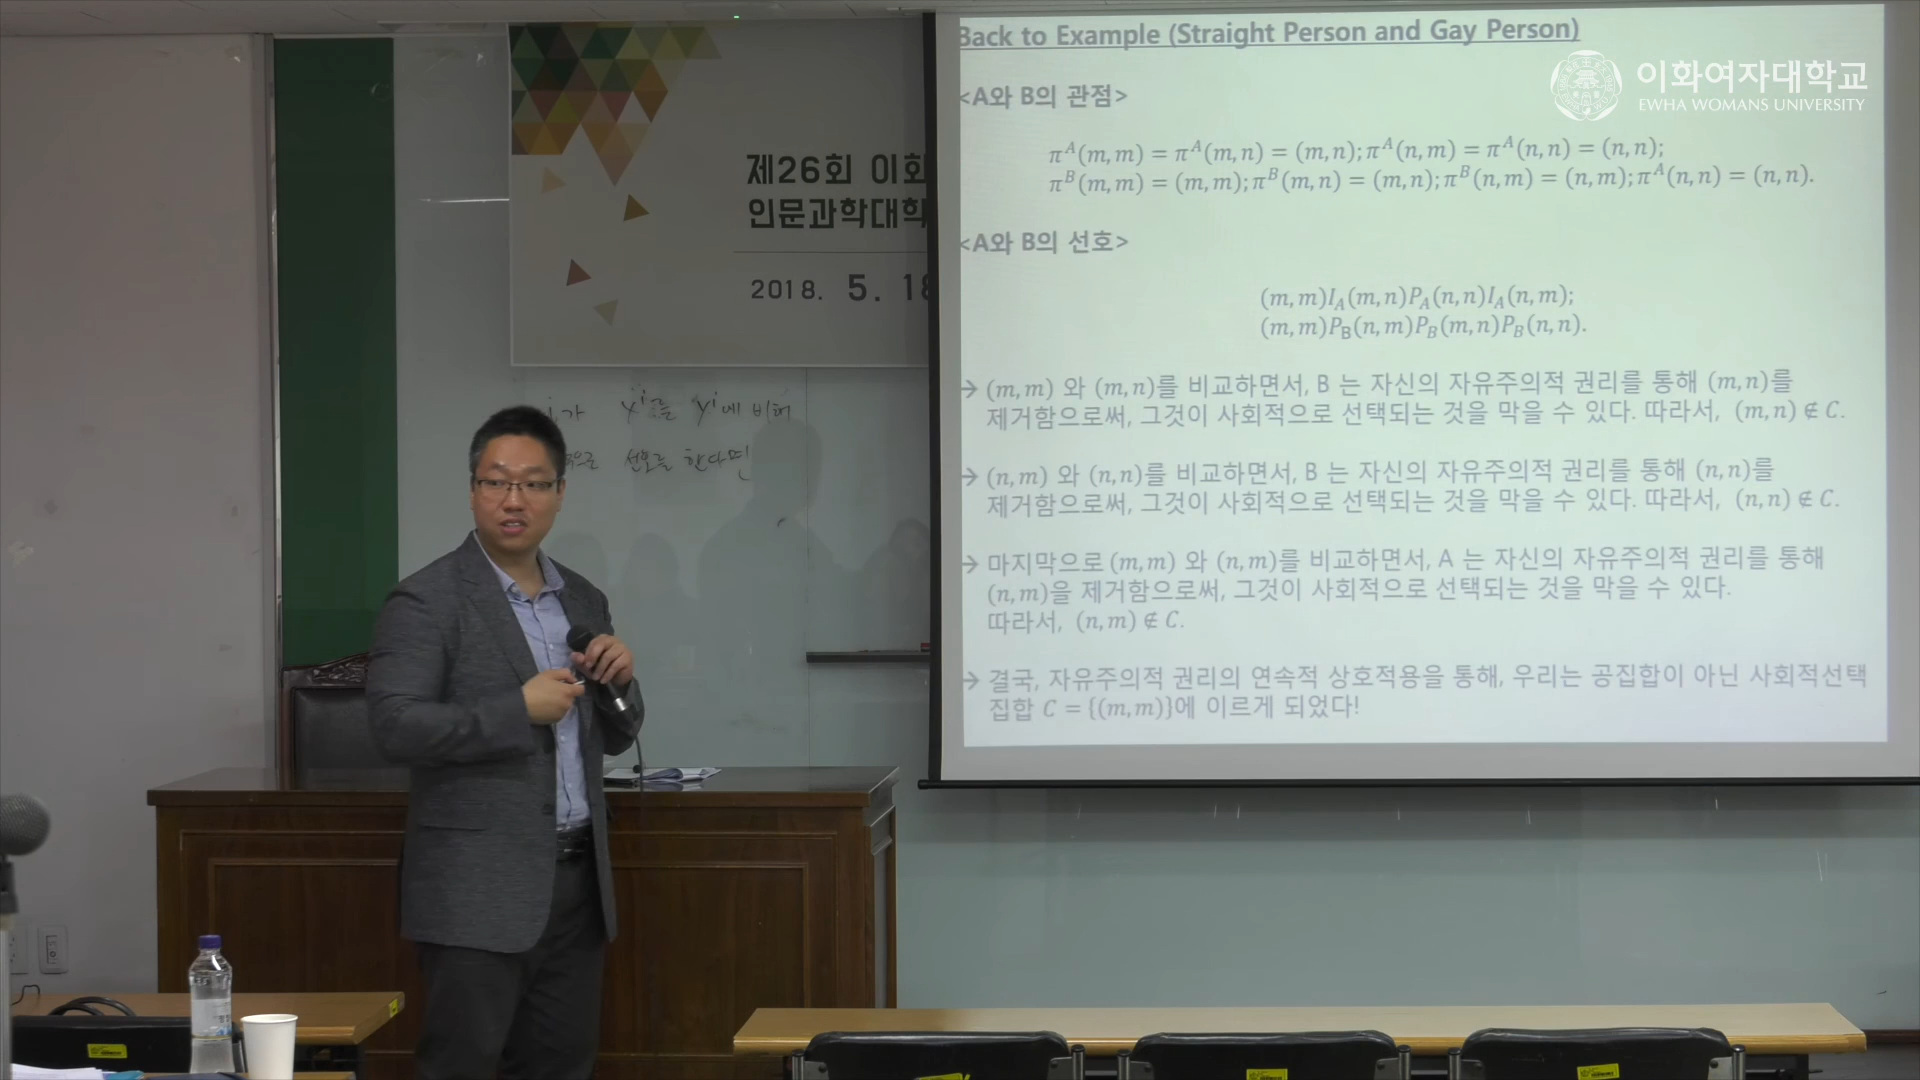 제26회 이화
인문과학대학
2018. 5. 18
가 xⁱ를 yⁱ에 비해
선호를 한다면
Back to Example (Straight Person and Gay Person)
이화여자대학교
EWHA WOMANS UNIVERSITY
<A와 B의 관점>
π^A(m,m) = π^A(m,n) = (m,n); π^A(n,m) = π^A(n,n) = (n,n);
π^B(m,m) = (m,m); π^B(m,n) = (m,n); π^B(n,m) = (n,m); π^A(n,n) = (n,n).
<A와 B의 선호>
(m,m)I_A(m,n)P_A(n,n)I_A(n,m);
(m,m)P_B(n,m)P_B(m,n)P_B(n,n).
→ (m,m) 와 (m,n)를 비교하면서, B 는 자신의 자유주의적 권리를 통해 (m,n)를
제거함으로써, 그것이 사회적으로 선택되는 것을 막을 수 있다. 따라서, (m,n) ∉ C.
→ (n,m) 와 (n,n)를 비교하면서, B 는 자신의 자유주의적 권리를 통해 (n,n)를
제거함으로써, 그것이 사회적으로 선택되는 것을 막을 수 있다. 따라서, (n,n) ∉ C.
→ 마지막으로 (m,m) 와 (n,m)를 비교하면서, A 는 자신의 자유주의적 권리를 통해
(n,m)을 제거함으로써, 그것이 사회적으로 선택되는 것을 막을 수 있다.
따라서, (n,m) ∉ C.
→ 결국, 자유주의적 권리의 연속적 상호적용을 통해, 우리는 공집합이 아닌 사회적선택
집합 C = {(m,m)}에 이르게 되었다!